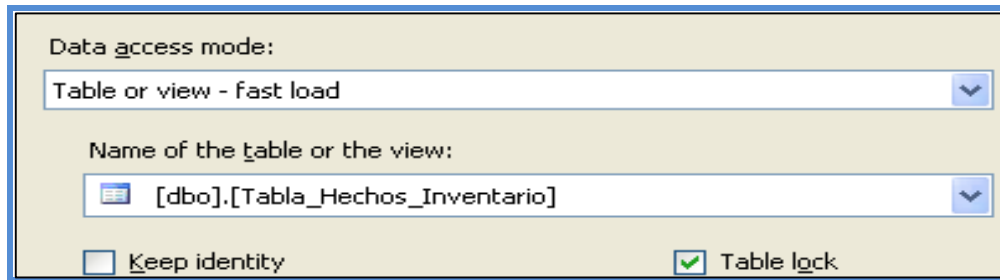 Data access mode:
Table or view - fast load
Name of the table or the view:
[dbo].[Tabla_Hechos_Inventario]
Keep identity Table lock